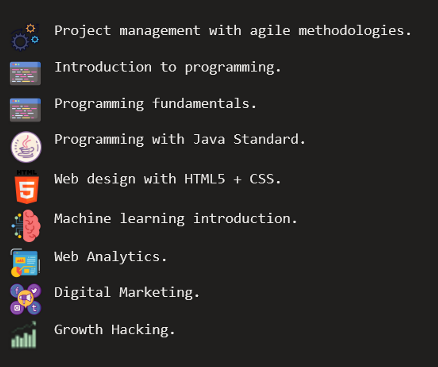 Project management with agile methodologies.
Introduction to programming.
Programming fundamentals.
Programming with Java Standard.
HTML
5
Web design with HTML5 + CSS.
Machine learning introduction.
Web Analytics.
Digital Marketing.
Growth Hacking.